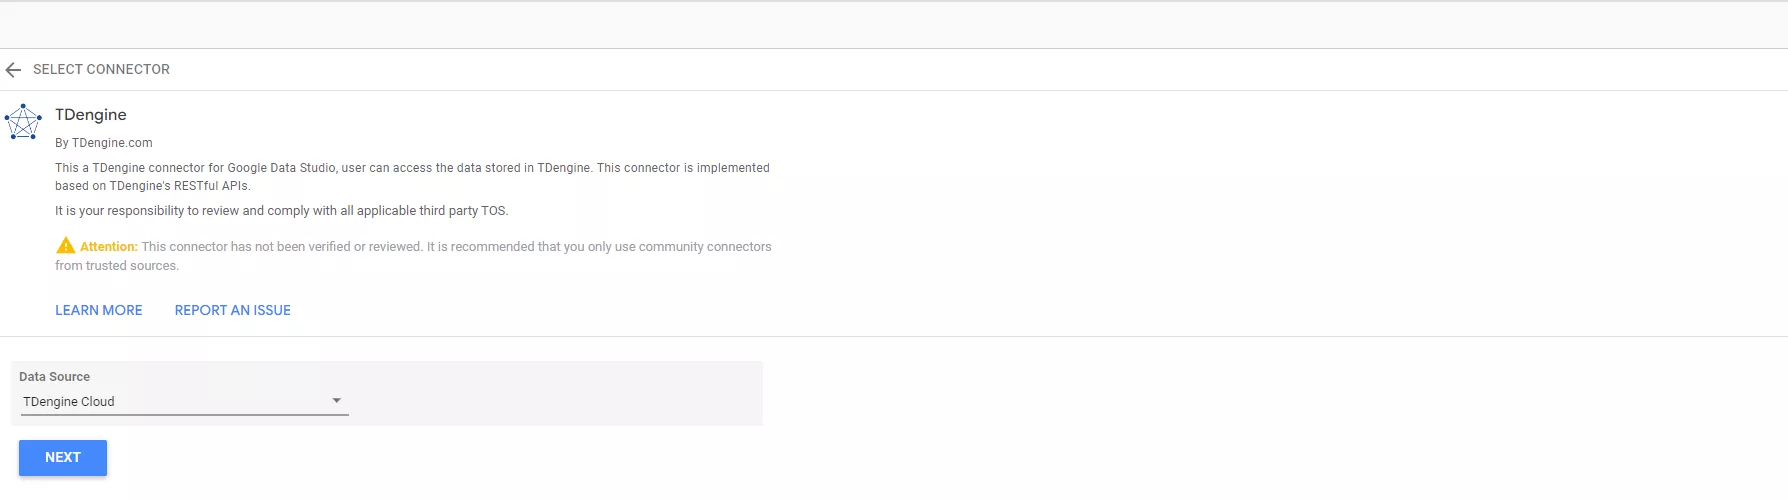 SELECT CONNECTOR
TDengine
By TDengine.com
This a TDengine connector for Google Data Studio, user can access the data stored in TDengine. This connector is implemented
based on TDengine's RESTful APIs.
It is your responsibility to review and comply with all applicable third party TOS.
Attention: This connector has not been verified or reviewed. It is recommended that you only use community connectors
from trusted sources.
LEARN MORE REPORT AN ISSUE
Data Source
TDengine Cloud
NEXT